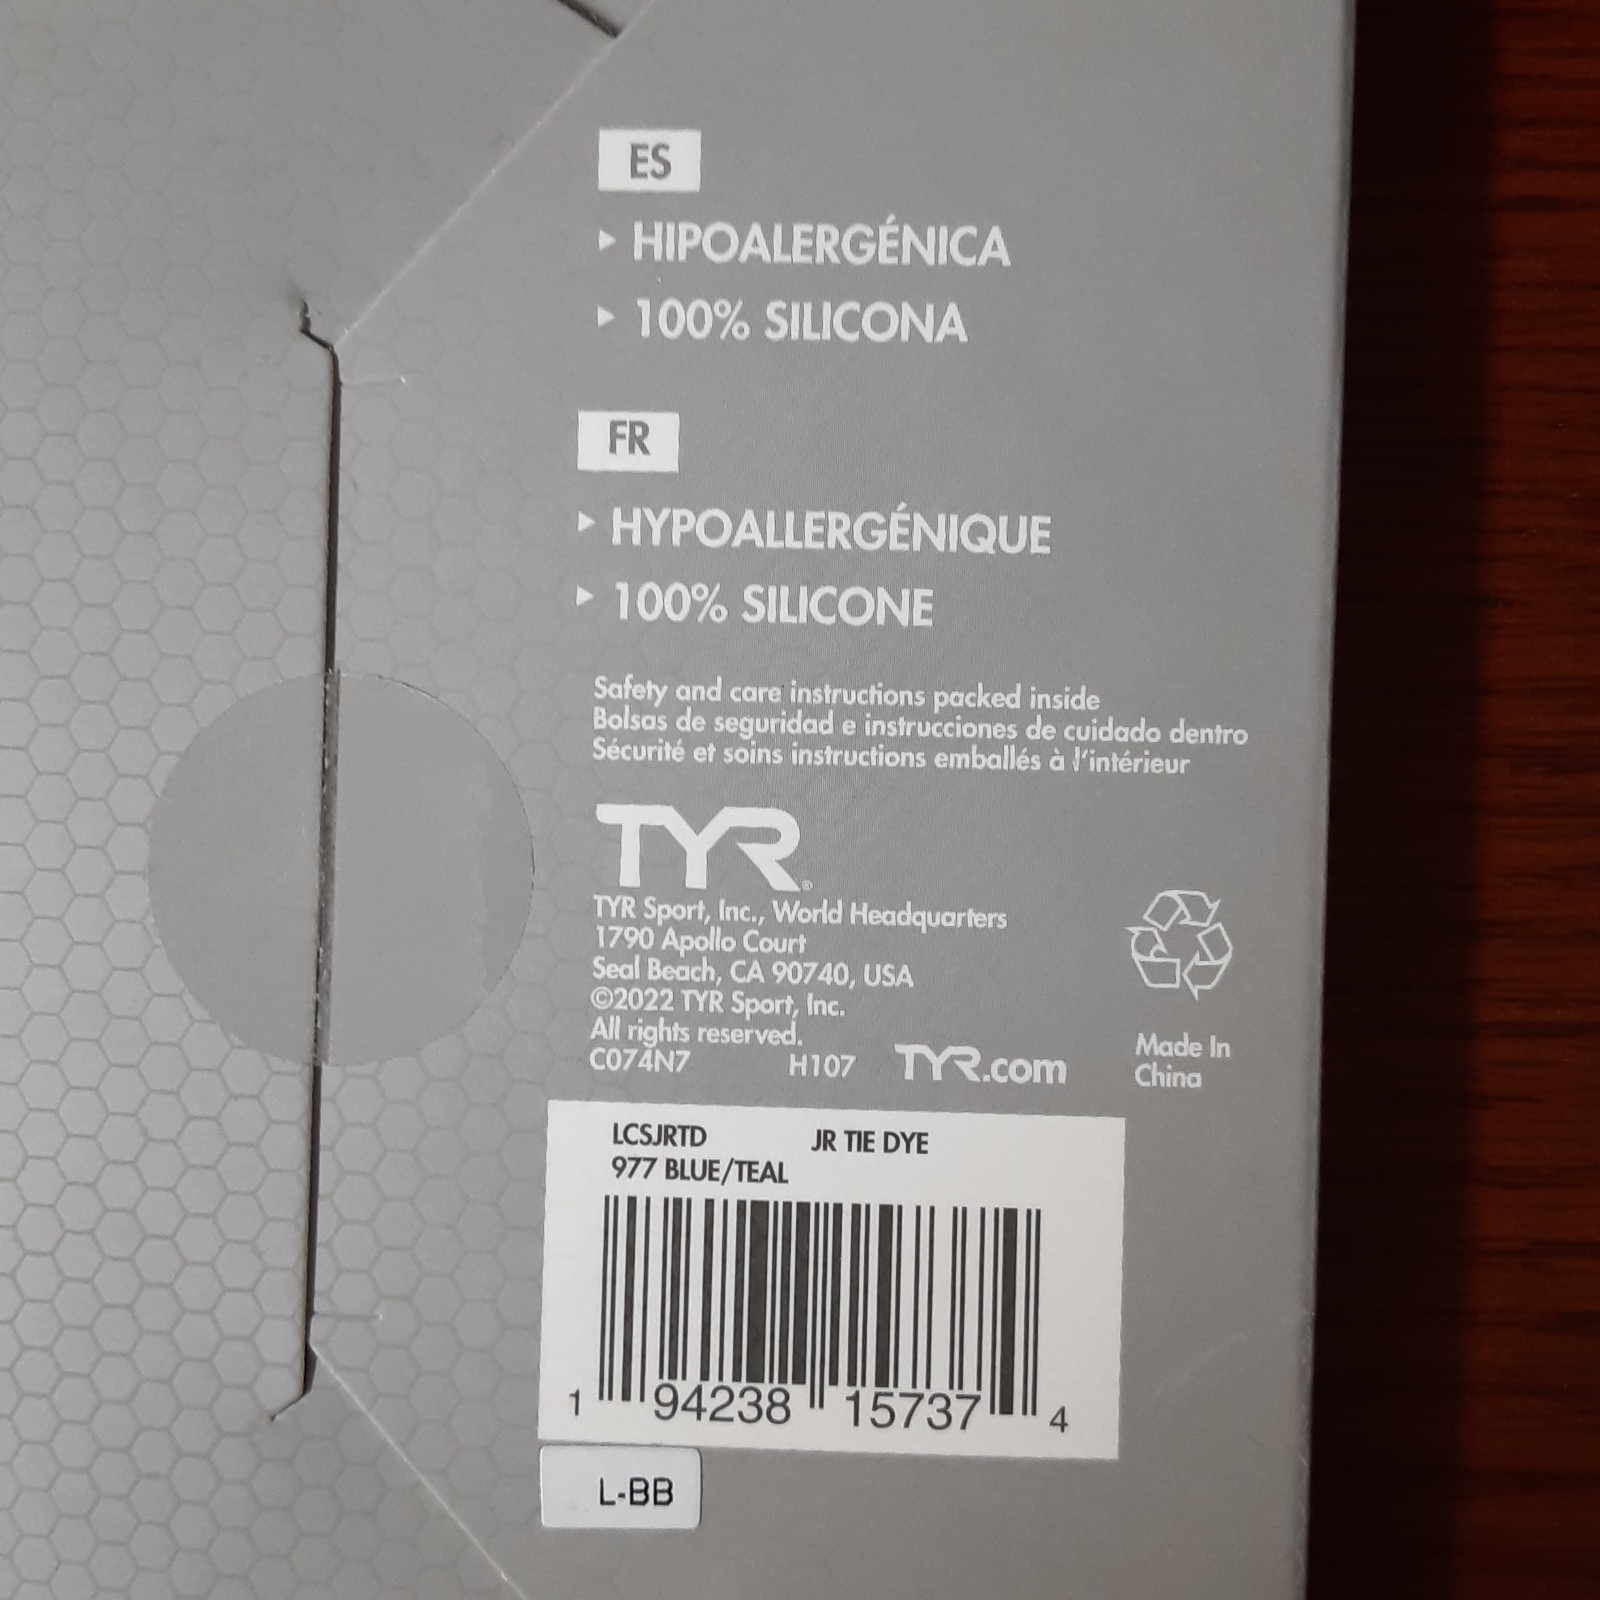 ES
HIPOALERGÉNICA
100% SILICONA
FR
HYPOALLERGÉNIQUE
100% SILICONE
Safety and care instructions packed inside
Bolsas de seguridad e instrucciones de cuidado dentro
Sécurité et soins instructions emballés à l'intérieur
TYR®
TYR Sport, Inc., World Headquarters
1790 Apollo Court
Seal Beach, CA 90740, USA
©2022 TYR Sport, Inc.
All rights reserved.
C074N7 H107 TYR.com
Made In
China
LCSJRTD JR TIE DYE
977 BLUE/TEAL
1 94238 15737 4
L-BB